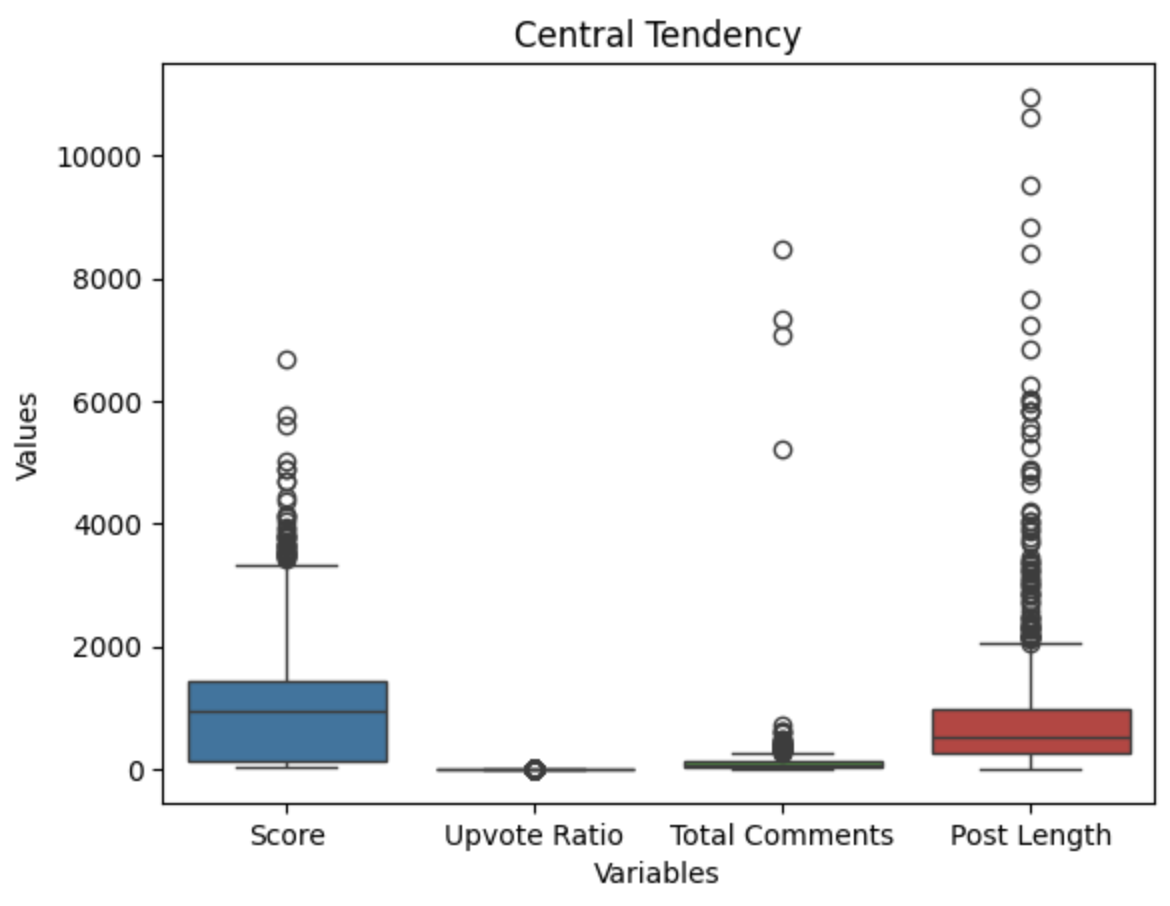 Central Tendency
10000
8000
6000
4000
2000
0
Values
Score Upvote Ratio Total Comments Post Length
Variables